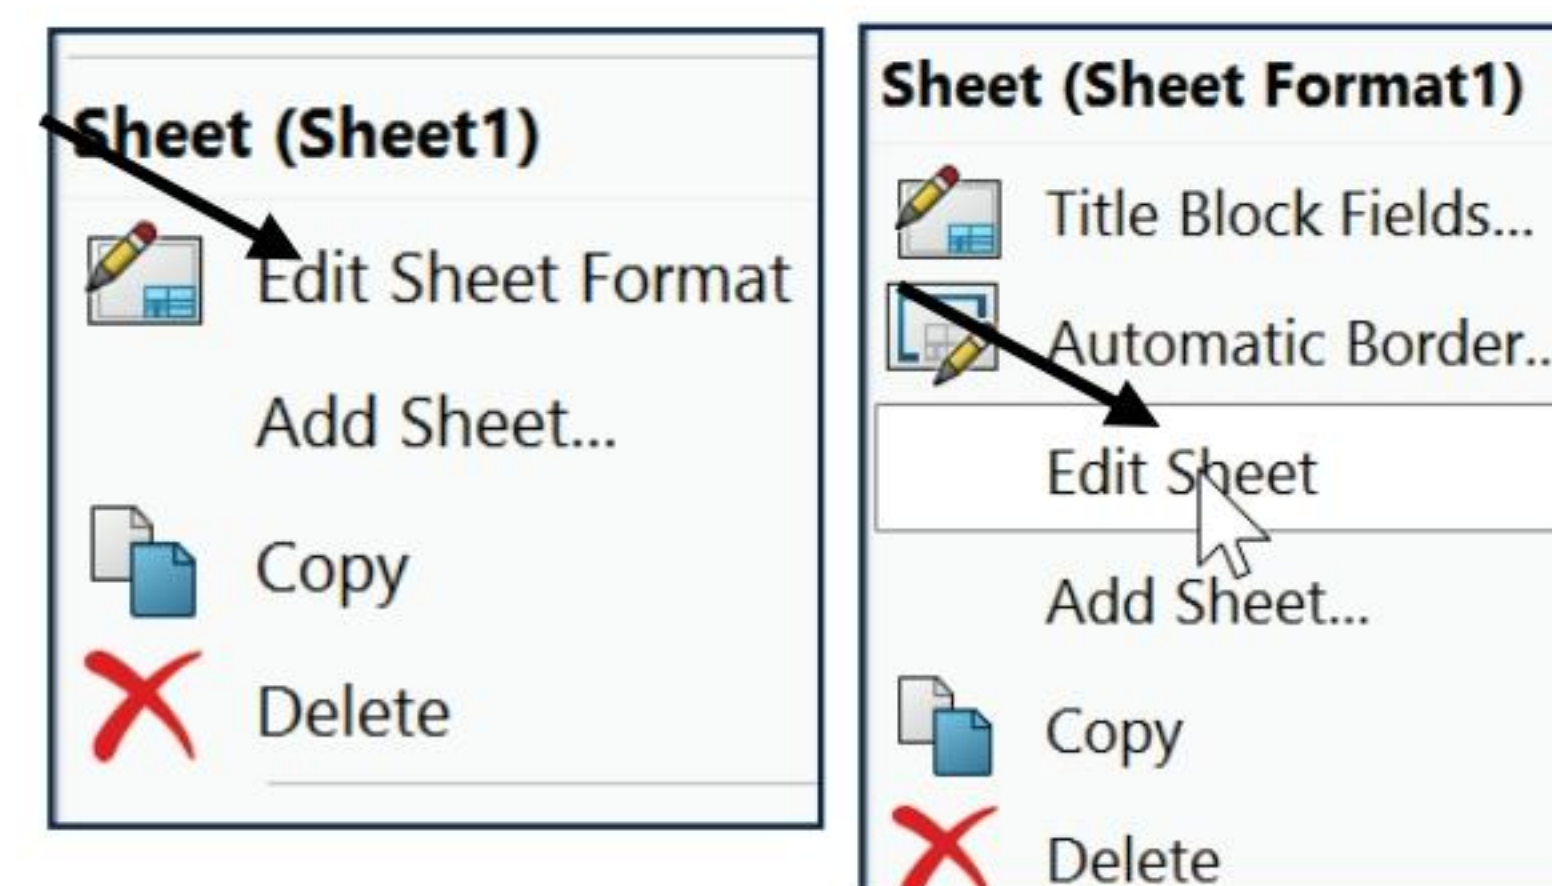 Sheet (Sheet1)
Edit Sheet Format
Add Sheet...
Copy
Delete
Sheet (Sheet Format1)
Title Block Fields...
Automatic Border..
Edit Sheet
Add Sheet...
Copy
Delete